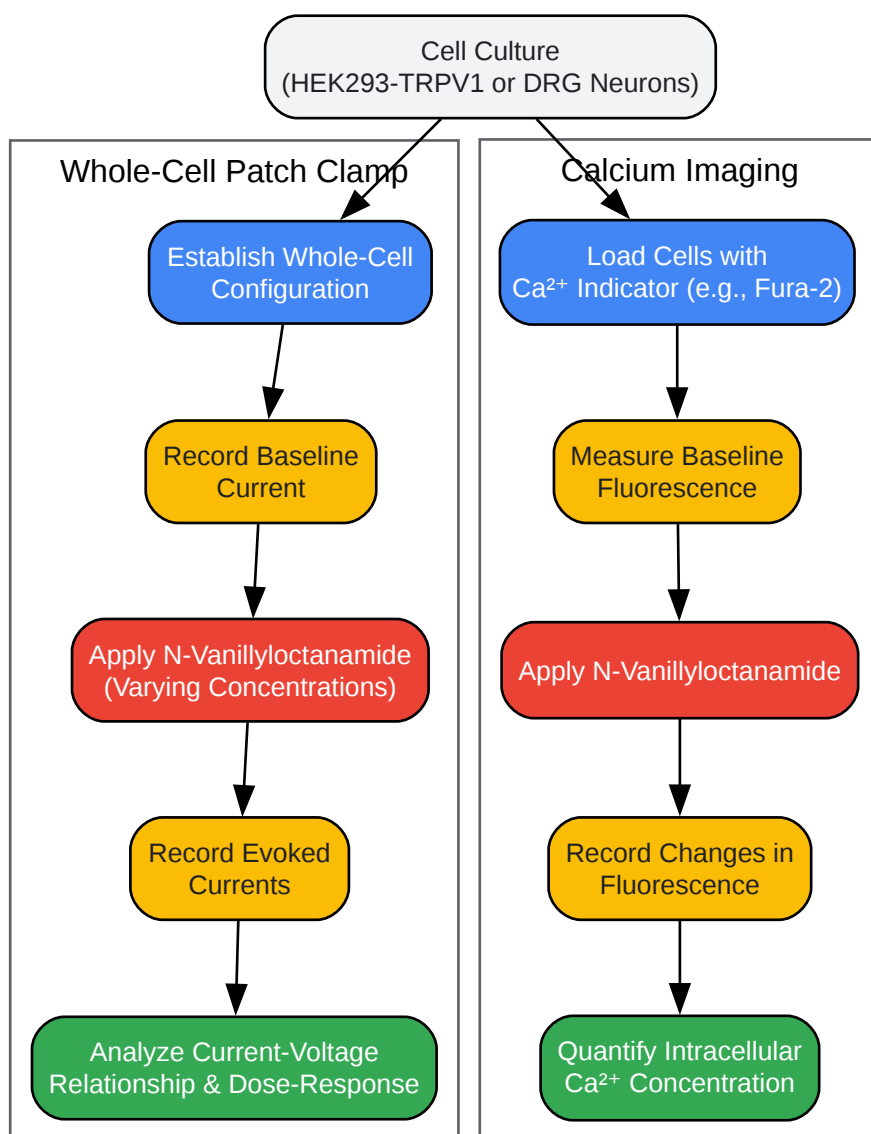 Cell Culture
(HEK293-TRPV1 or DRG Neurons)
Whole-Cell Patch Clamp
Establish Whole-Cell
Configuration
Record Baseline
Current
Apply N-Vanillyloctanamide
(Varying Concentrations)
Record Evoked
Currents
Analyze Current-Voltage
Relationship & Dose-Response
Calcium Imaging
Load Cells with
Ca²⁺ Indicator (e.g., Fura-2)
Measure Baseline
Fluorescence
Apply N-Vanillyloctanamide
Record Changes in
Fluorescence
Quantify Intracellular
Ca²⁺ Concentration